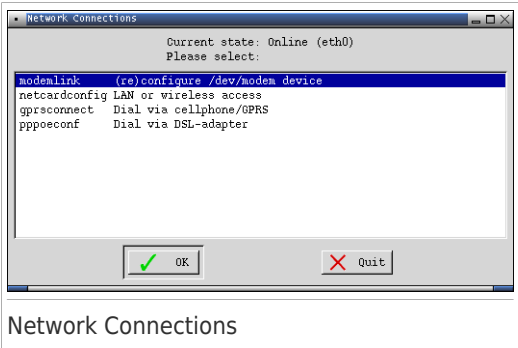 Network Connections
Current state: Online (eth0)
Please select:
modemlink (re)configure /dev/modem device
netcardconfig LAN or wireless access
gprsconnect Dial via cellphone/GPRS
pppoeconf Dial via DSL-adapter
OK Quit
Network Connections